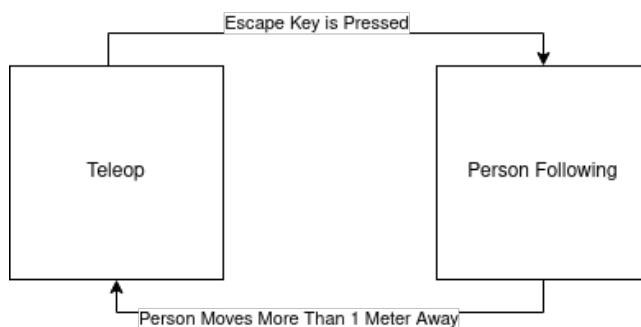 Escape Key is Pressed
Teleop
Person Following
Person Moves More Than 1 Meter Away